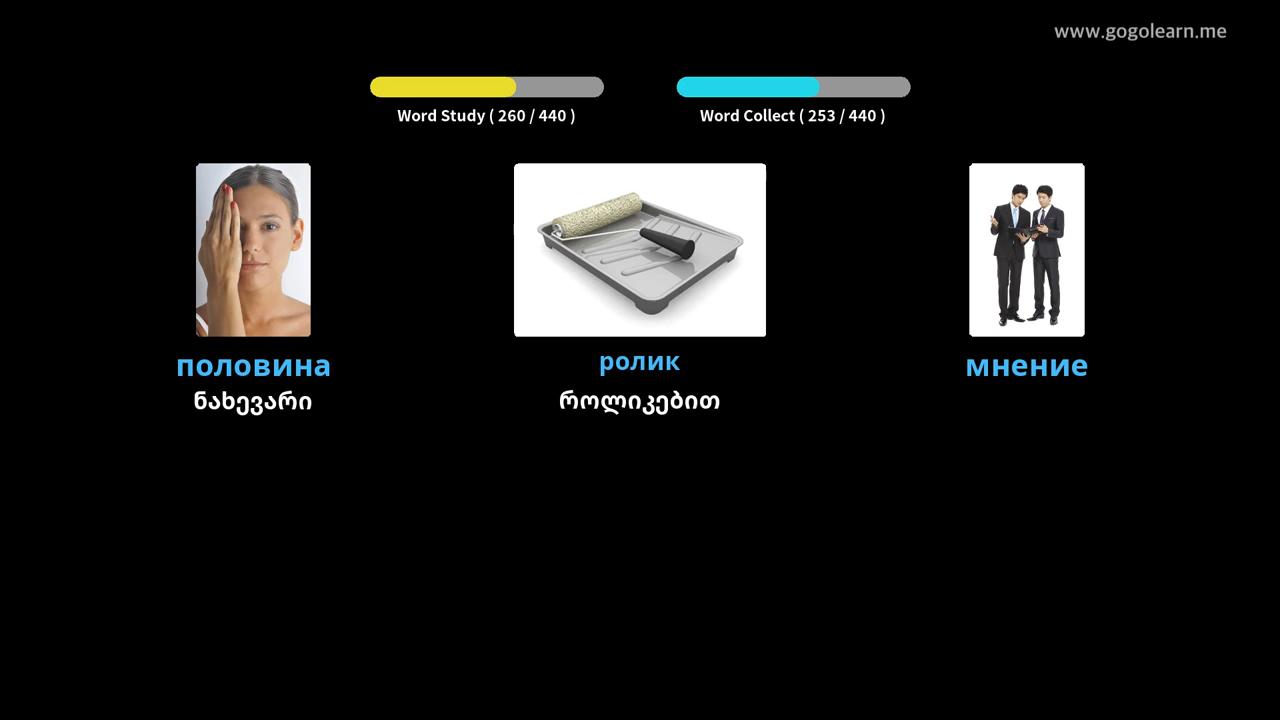 www.gogolearn.me
Word Study ( 260 / 440 )
Word Collect ( 253 / 440 )
половина
ролик
мнение
ნახევარი
როლიკებით